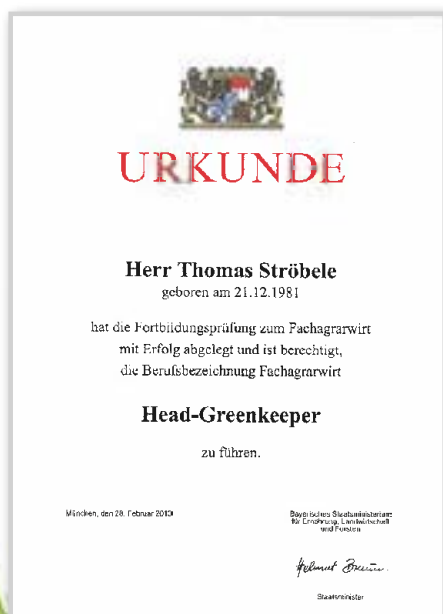 URKUNDE
Herr Thomas Ströbele
geboren am 21.12.1981
hat die Fortbildungsprüfung zum Fachagrarwirt
mit Erfolg abgelegt und ist berechtigt,
die Berufsbezeichnung Fachagrarwirt
Head-Greenkeeper
zu führen.
München, den 28. Februar 2013
Bayerisches Staatsministerium
für Ernährung, Landwirtschaft
und Forsten
Helmut Brunner
Staatsminister